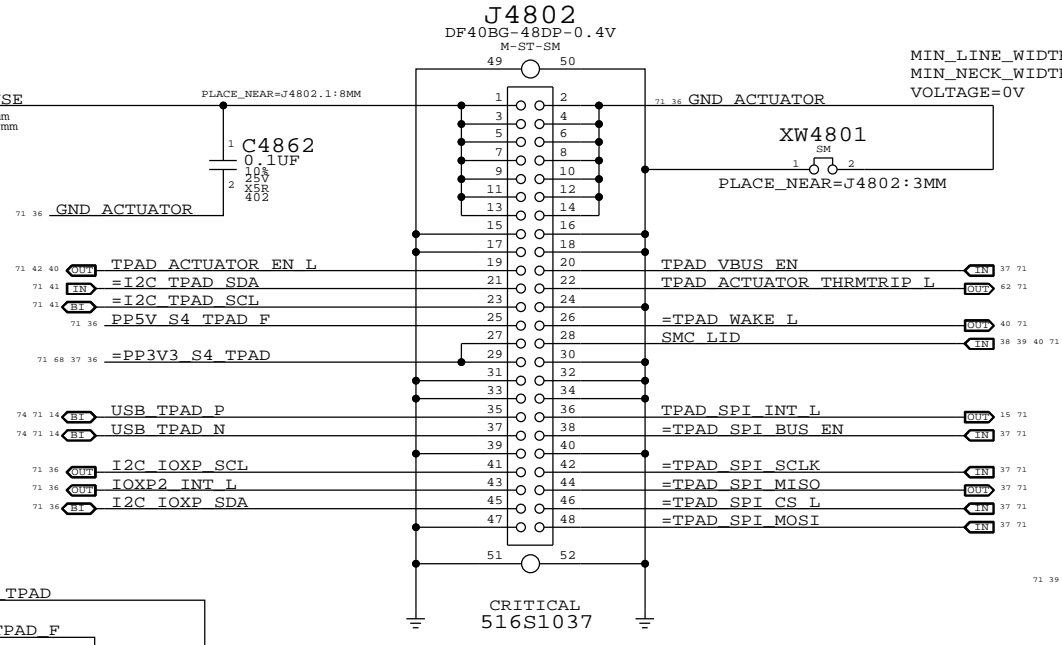 J4802
DF40BG-48DP-0.4V
M-ST-SM
49 50
MIN_LINE_WIDTH
MIN_NECK_WIDTH
VOLTAGE=0V
SE
mm
PLACE_NEAR=J4802.1:8MM
1 2
71 36 GND_ACTUATOR
3 4
5 6
7 8
9 10
11 12
13 14
15 16
17 18
XW4801
SM
1 2
PLACE_NEAR=J4802:3MM
1 C4862
0.1UF
10%
25V
2 X5R
402
71 36 GND_ACTUATOR
71 42 40 OUT TPAD_ACTUATOR_EN_L 19 20 TPAD_VBUS_EN IN 37 71
71 41 IN =I2C_TPAD_SDA 21 22 TPAD_ACTUATOR_THRMTRIP_L OUT 62 71
71 41 BI =I2C_TPAD_SCL 23 24
71 36 PP5V_S4_TPAD_F 25 26 =TPAD_WAKE_L OUT 40 71
27 28 SMC_LID IN 38 39 40 71
71 68 37 36 =PP3V3_S4_TPAD 29 30
31 32
33 34
74 71 14 BI USB_TPAD_P 35 36 TPAD_SPI_INT_L OUT 15 71
74 71 14 BI USB_TPAD_N 37 38 =TPAD_SPI_BUS_EN IN 37 71
39 40
71 36 OUT I2C_IOXP_SCL 41 42 =TPAD_SPI_SCLK IN 37 71
71 36 OUT IOXP2_INT_L 43 44 =TPAD_SPI_MISO OUT 37 71
71 36 BI I2C_IOXP_SDA 45 46 =TPAD_SPI_CS_L IN 37 71
47 48 =TPAD_SPI_MOSI IN 37 71
51 52
71 39
_TPAD
CRITICAL
516S1037
TPAD_F